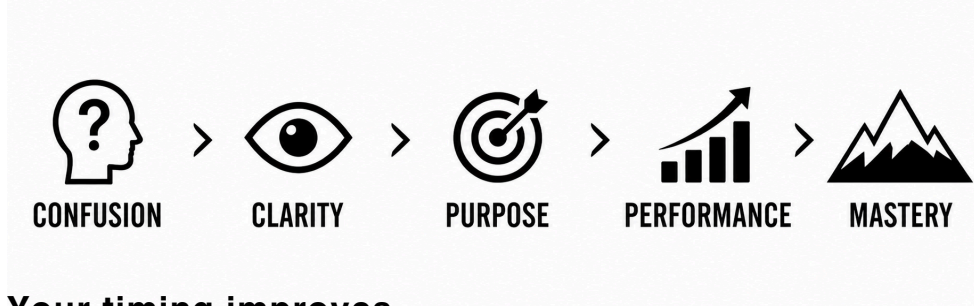 CONFUSION > CLARITY > PURPOSE > PERFORMANCE > MASTERY
Your timing improves